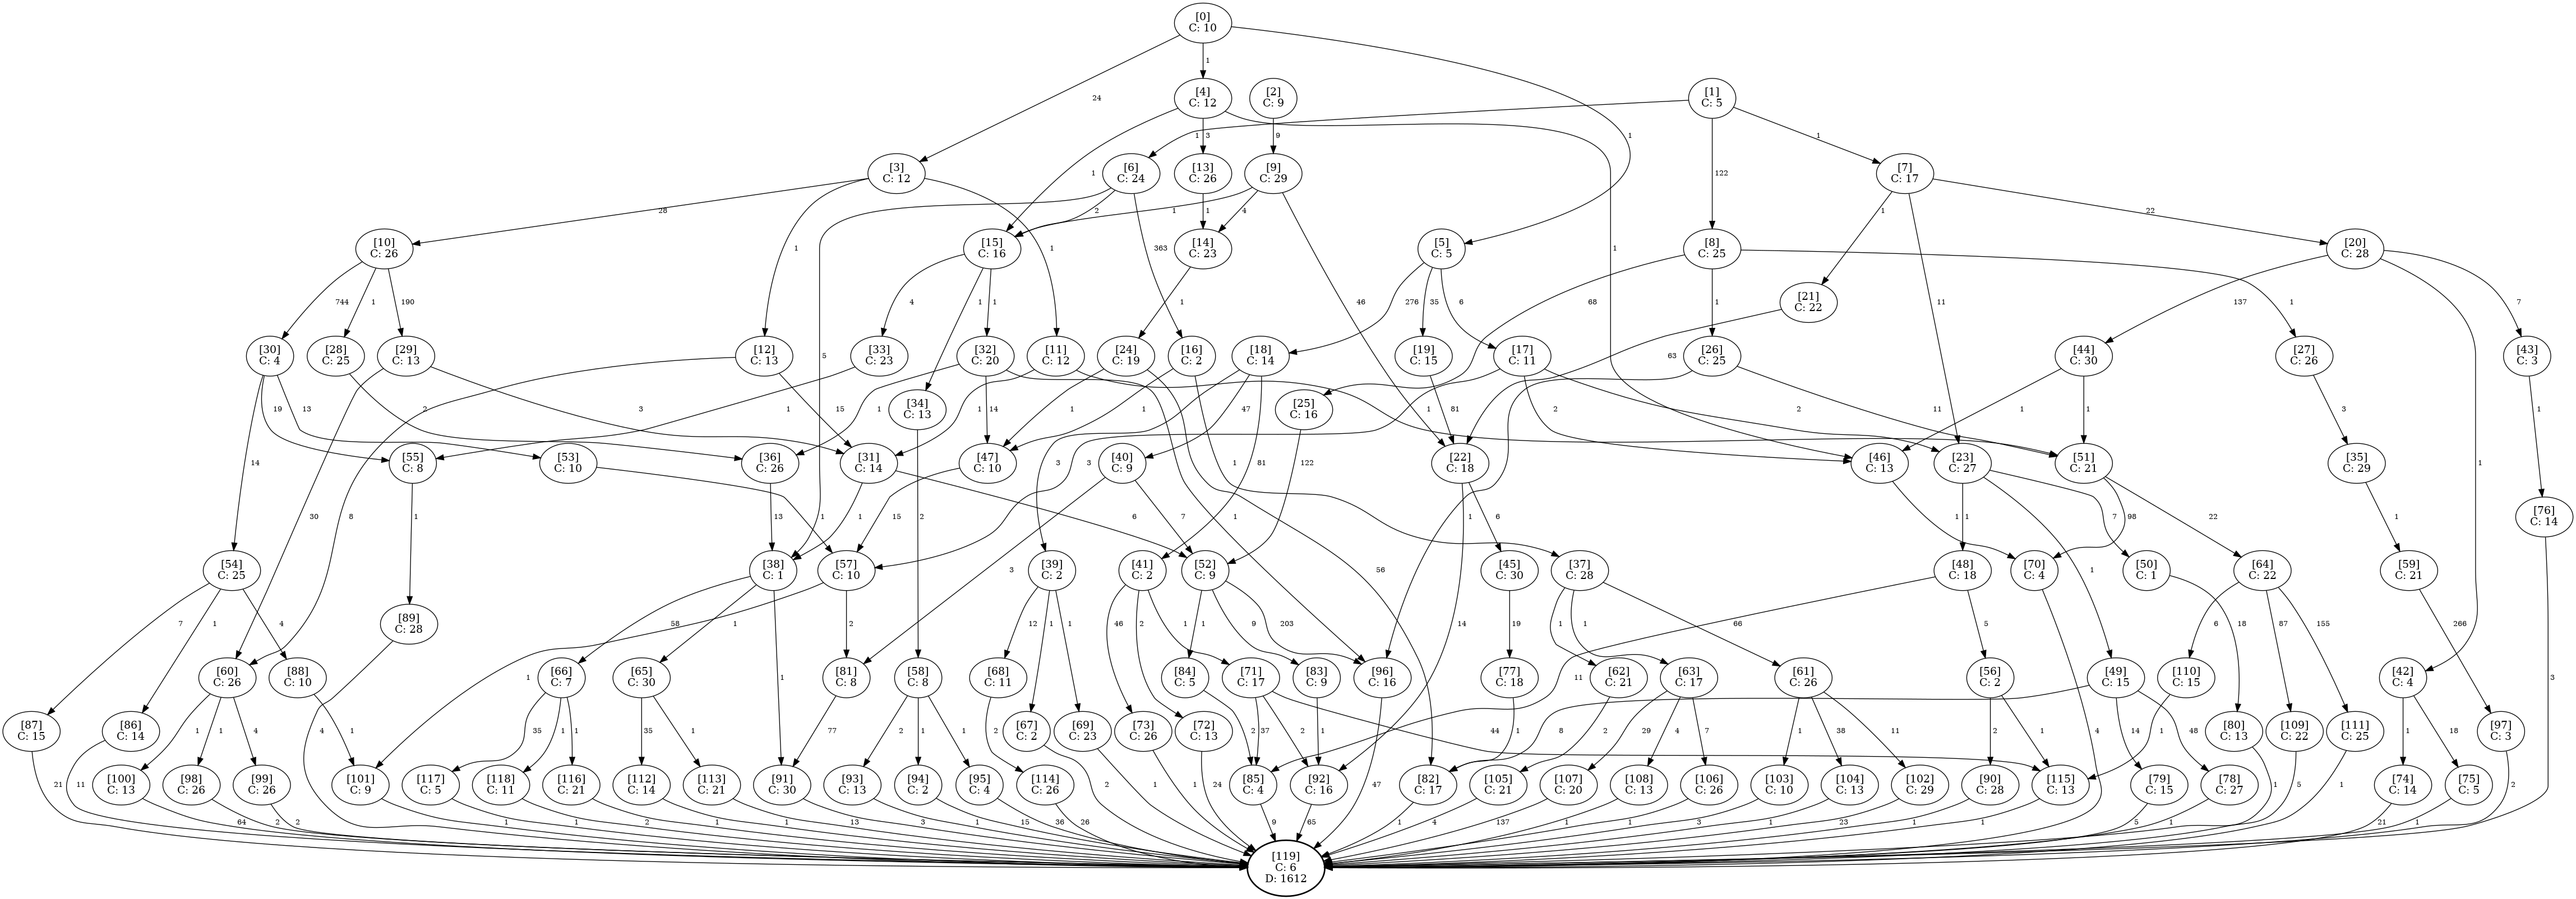 [0]
C: 10
24
1
1
[4]
C: 12
[2]
C: 9
[1]
C: 5
1
3
1
9
1
122
1
[3]
C: 12
[6]
C: 24
[13]
C: 26
[9]
C: 29
[7]
C: 17
28
1
1
5
2
363
1
1
4
46
1
11
22
[10]
C: 26
[15]
C: 16
[14]
C: 23
[5]
C: 5
[8]
C: 25
[20]
C: 28
[21]
C: 22
744
1
190
4
1
1
1
276
35
6
68
1
1
63
137
1
7
[30]
C: 4
[28]
C: 25
[29]
C: 13
[12]
C: 13
[33]
C: 23
[32]
C: 20
[11]
C: 12
[24]
C: 19
[16]
C: 2
[18]
C: 14
[19]
C: 15
[17]
C: 11
[26]
C: 25
[44]
C: 30
[27]
C: 26
[43]
C: 3
[34]
C: 13
[25]
C: 16
19
13
14
2
30
3
8
15
1
1
14
1
1
1
1
56
1
1
3
47
81
81
3
2
2
1
11
1
1
3
1
[55]
C: 8
[53]
C: 10
[36]
C: 26
[31]
C: 14
[47]
C: 10
[40]
C: 9
[22]
C: 18
[46]
C: 13
[23]
C: 27
[51]
C: 21
[35]
C: 29
[76]
C: 14
1
1
13
1
6
15
2
3
7
122
14
6
1
1
1
7
98
22
1
3
[54]
C: 25
[38]
C: 1
[57]
C: 10
[39]
C: 2
[41]
C: 2
[52]
C: 9
[45]
C: 30
[37]
C: 28
[48]
C: 18
[70]
C: 4
[50]
C: 1
[64]
C: 22
[59]
C: 21
[89]
C: 28
7
1
4
4
1
1
58
1
2
12
1
1
46
2
1
1
9
203
19
1
1
66
11
5
4
18
6
87
155
266
[60]
C: 26
[88]
C: 10
[66]
C: 7
[65]
C: 30
[81]
C: 8
[58]
C: 8
[68]
C: 11
[84]
C: 5
[71]
C: 17
[83]
C: 9
[96]
C: 16
[77]
C: 18
[62]
C: 21
[63]
C: 17
[61]
C: 26
[56]
C: 2
[49]
C: 15
[110]
C: 15
[42]
C: 4
[87]
C: 15
[86]
C: 14
[67]
C: 2
[69]
C: 23
[73]
C: 26
[72]
C: 13
[80]
C: 13
[109]
C: 22
[111]
C: 25
[97]
C: 3
21
11
1
1
4
1
35
1
1
35
1
77
2
1
1
2
2
1
1
24
2
37
2
44
1
47
1
2
29
4
7
8
1
38
11
2
1
14
48
1
1
5
1
1
18
2
[100]
C: 13
[98]
C: 26
[99]
C: 26
[101]
C: 9
[117]
C: 5
[118]
C: 11
[116]
C: 21
[112]
C: 14
[113]
C: 21
[91]
C: 30
[93]
C: 13
[94]
C: 2
[95]
C: 4
[114]
C: 26
[85]
C: 4
[92]
C: 16
[82]
C: 17
[105]
C: 21
[107]
C: 20
[108]
C: 13
[106]
C: 26
[103]
C: 10
[104]
C: 13
[102]
C: 29
[90]
C: 28
[115]
C: 13
[79]
C: 15
[78]
C: 27
[74]
C: 14
[75]
C: 5
64
2
2
1
1
2
1
1
13
3
1
15
36
26
9
65
1
4
137
1
1
3
1
23
1
1
5
1
21
1
[119]
C: 6
D: 1612